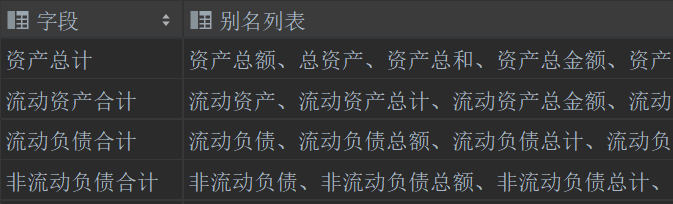 字段 别名列表
资产总计 资产总额、总资产、资产总和、资产总金额、资产
流动资产合计 流动资产、流动资产总计、流动资产总金额、流动
流动负债合计 流动负债、流动负债总额、流动负债总计、流动负
非流动负债合计 非流动负债、非流动负债总额、非流动负债总计、